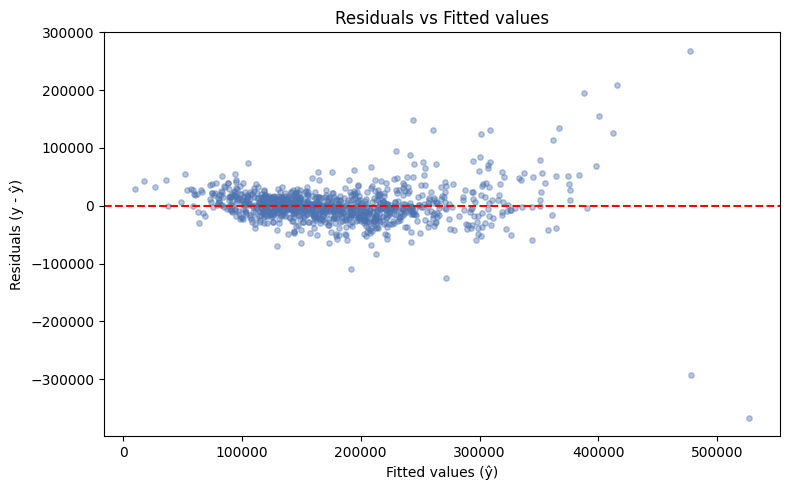 Residuals vs Fitted values
300000
200000
100000
0
−100000
−200000
−300000
Residuals (y - ŷ)
0 100000 200000 300000 400000 500000
Fitted values (ŷ)